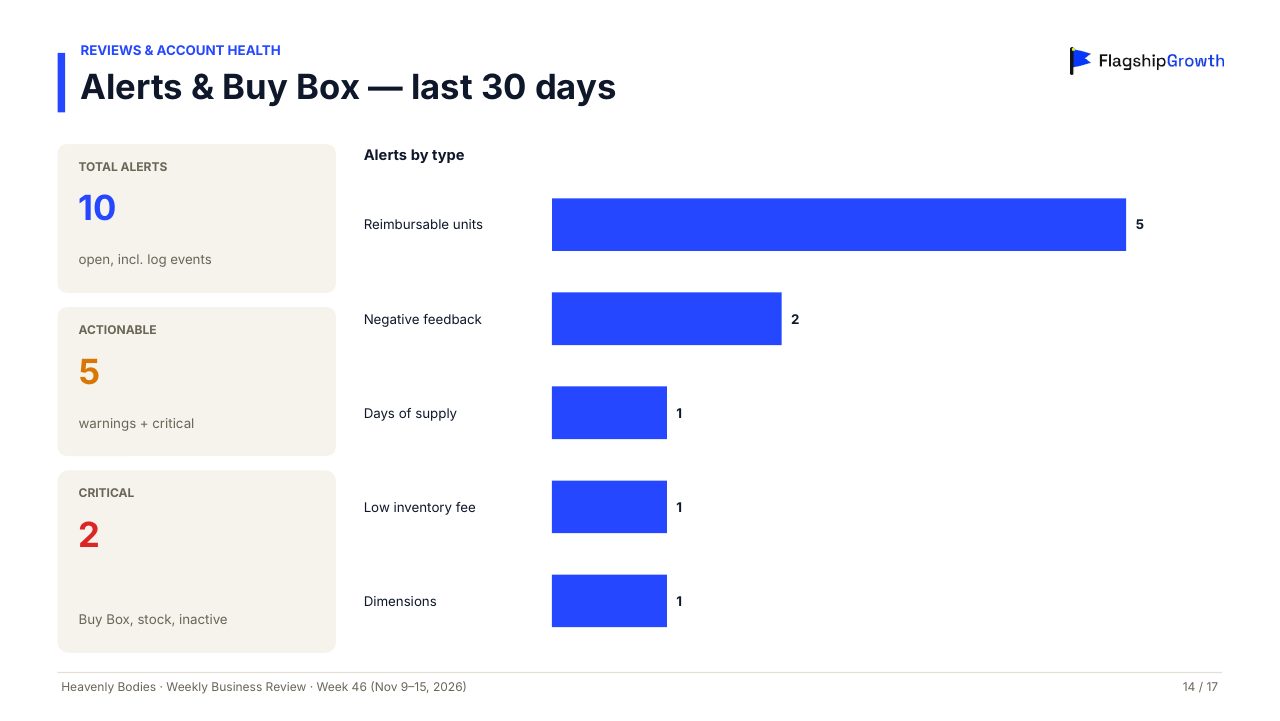 REVIEWS & ACCOUNT HEALTH
Alerts & Buy Box — last 30 days
FlagshipGrowth
TOTAL ALERTS
10
open, incl. log events
ACTIONABLE
5
warnings + critical
CRITICAL
2
Buy Box, stock, inactive
Alerts by type
Reimbursable units 5
Negative feedback 2
Days of supply 1
Low inventory fee 1
Dimensions 1
Heavenly Bodies · Weekly Business Review · Week 46 (Nov 9–15, 2026)
14 / 17